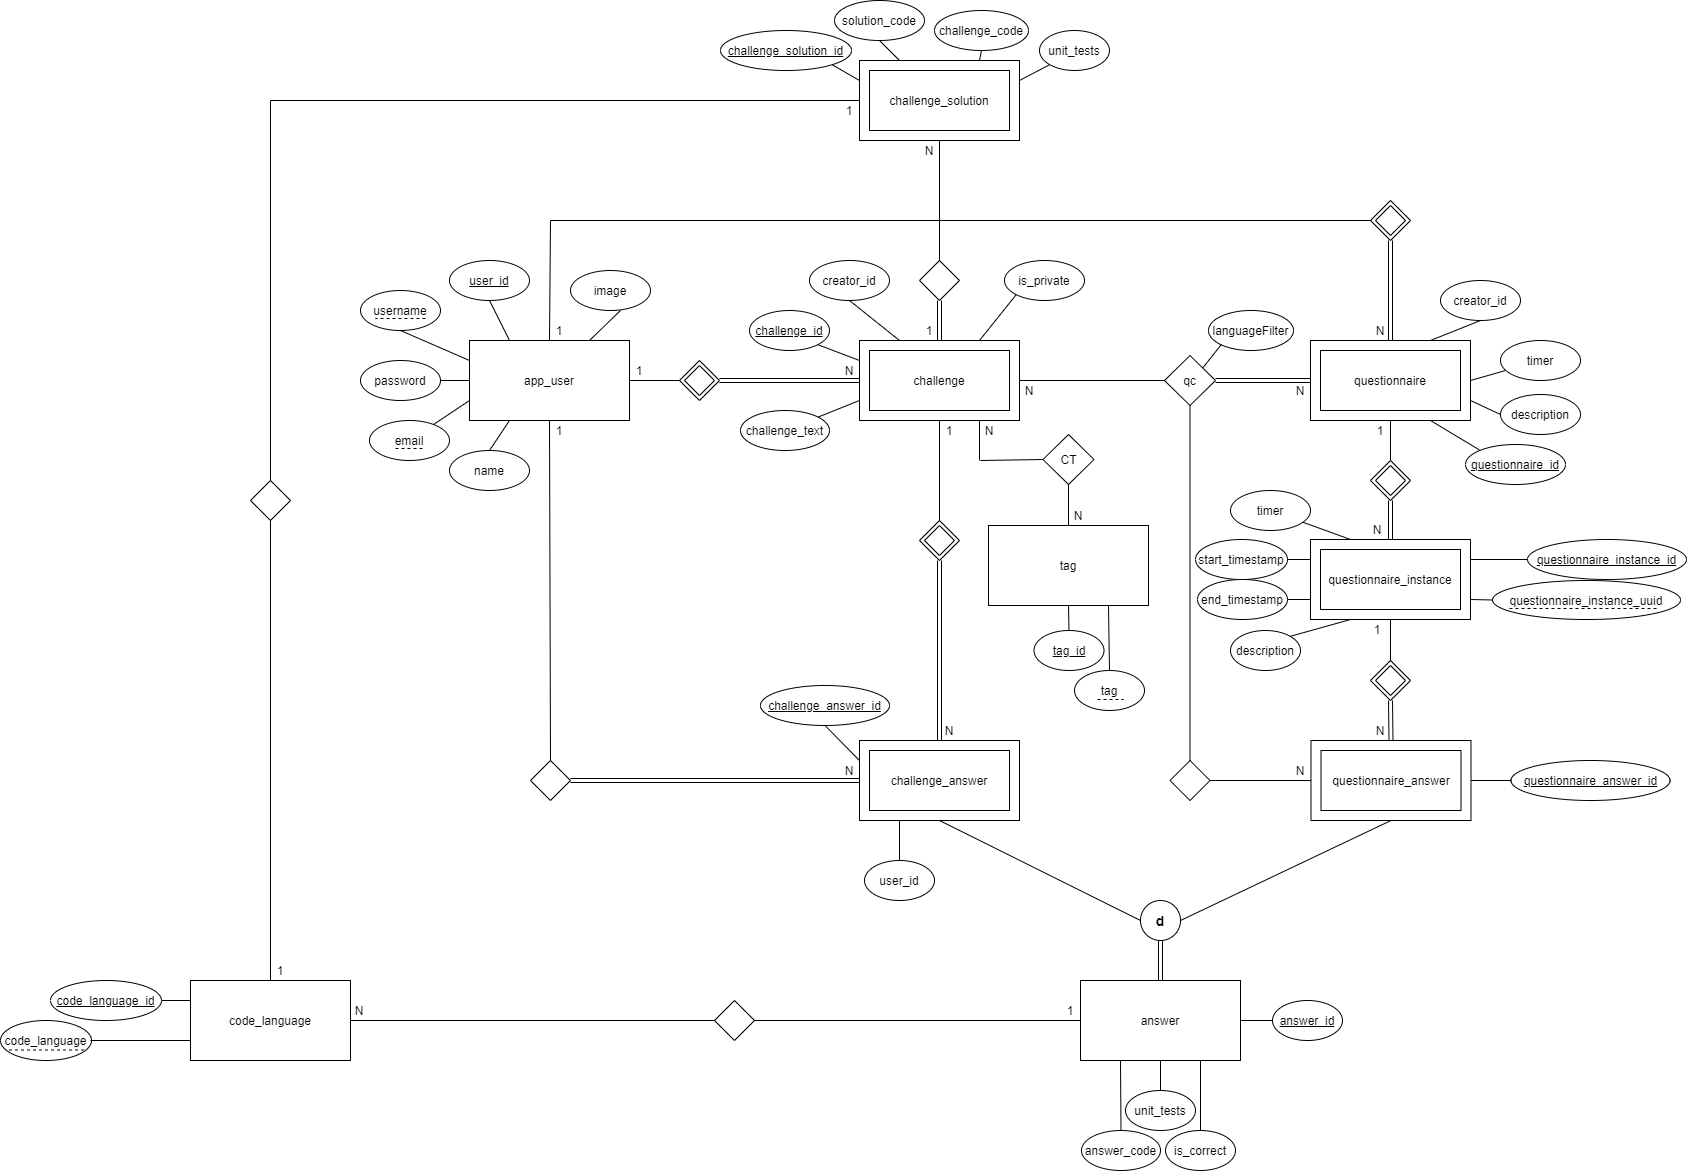 solution_code
challenge_code
challenge_solution_id
unit_tests
challenge_solution
1
N
user_id
image
creator_id
is_private
creator_id
username
challenge_id
languageFilter
1
1
N
password
app_user
1
N
challenge
N
qc
N
questionnaire
timer
email
name
1
challenge_text
1
N
1
description
CT
questionnaire_id
timer
N
N
tag
start_timestamp
questionnaire_instance
questionnaire_instance_id
end_timestamp
questionnaire_instance_uuid
tag_id
description
1
tag
challenge_answer_id
N
N
N
challenge_answer
N
questionnaire_answer
questionnaire_answer_id
user_id
d
1
code_language_id
code_language
N
1
answer
answer_id
code_language
unit_tests
answer_code
is_correct